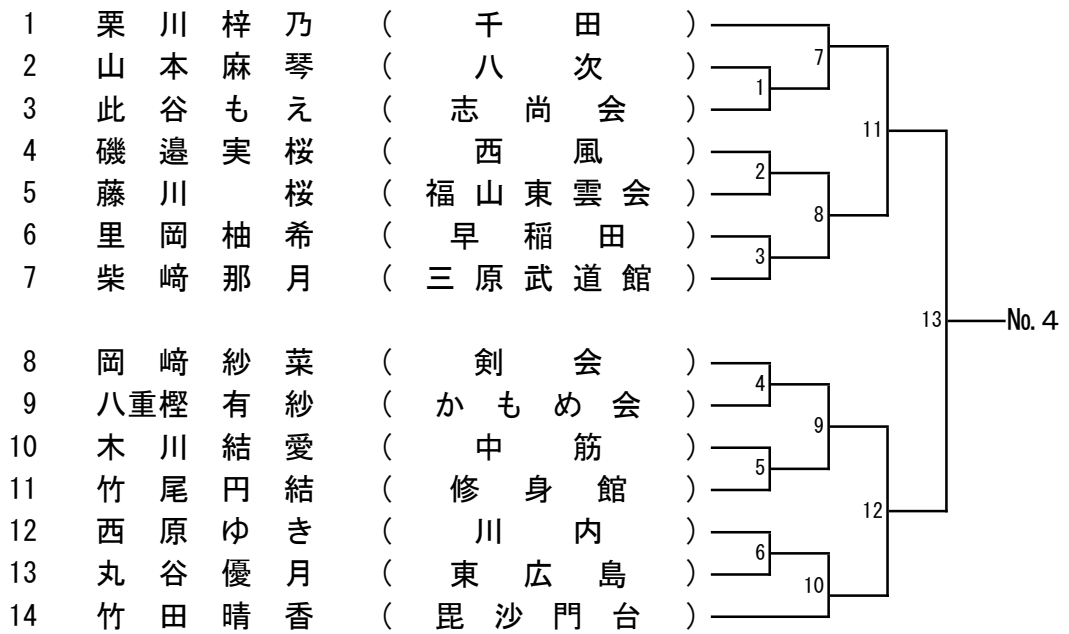 1 栗川梓乃 ( 千田 )
2 山本麻琴 ( 八次 )
3 此谷もえ ( 志尚会 )
4 磯邉実桜 ( 西風 )
5 藤川 桜 ( 福山東雲会 )
6 里岡柚希 ( 早稲田 )
7 柴﨑那月 ( 三原武道館 )
8 岡﨑紗菜 ( 剣会 )
9 八重樫有紗 ( かもめ会 )
10 木川結愛 ( 中筋 )
11 竹尾円結 ( 修身館 )
12 西原ゆき ( 川内 )
13 丸谷優月 ( 東広島 )
14 竹田晴香 ( 毘沙門台 )
1
2
3
4
5
6
7
8
9
10
11
12
13
№4